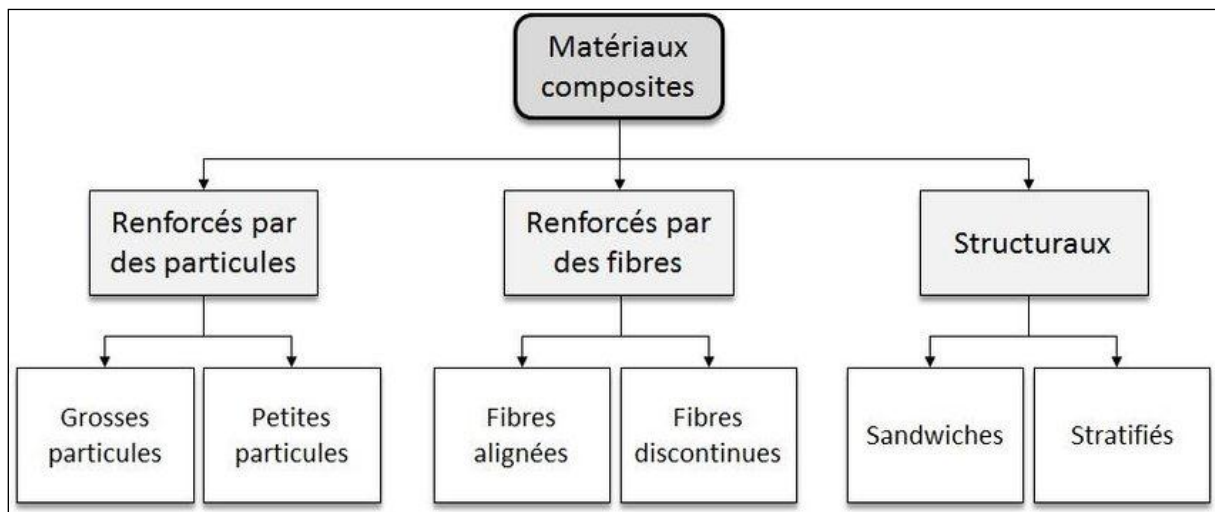 Matériaux
composites
Renforcés par
des particules
Renforcés par
des fibres
Structuraux
Grosses
particules
Petites
particules
Fibres
alignées
Fibres
discontinues
Sandwiches
Stratifiés